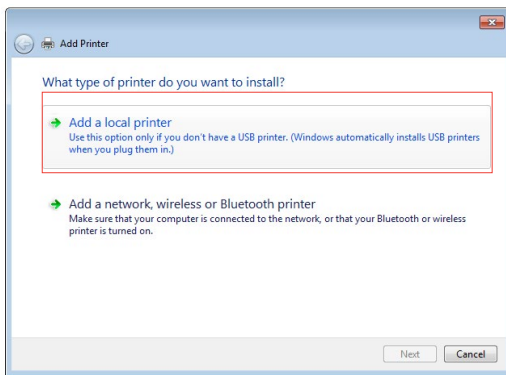 Add Printer
What type of printer do you want to install?
Add a local printer
Use this option only if you don't have a USB printer. (Windows automatically installs USB printers
when you plug them in.)
Add a network, wireless or Bluetooth printer
Make sure that your computer is connected to the network, or that your Bluetooth or wireless
printer is turned on.
Next Cancel